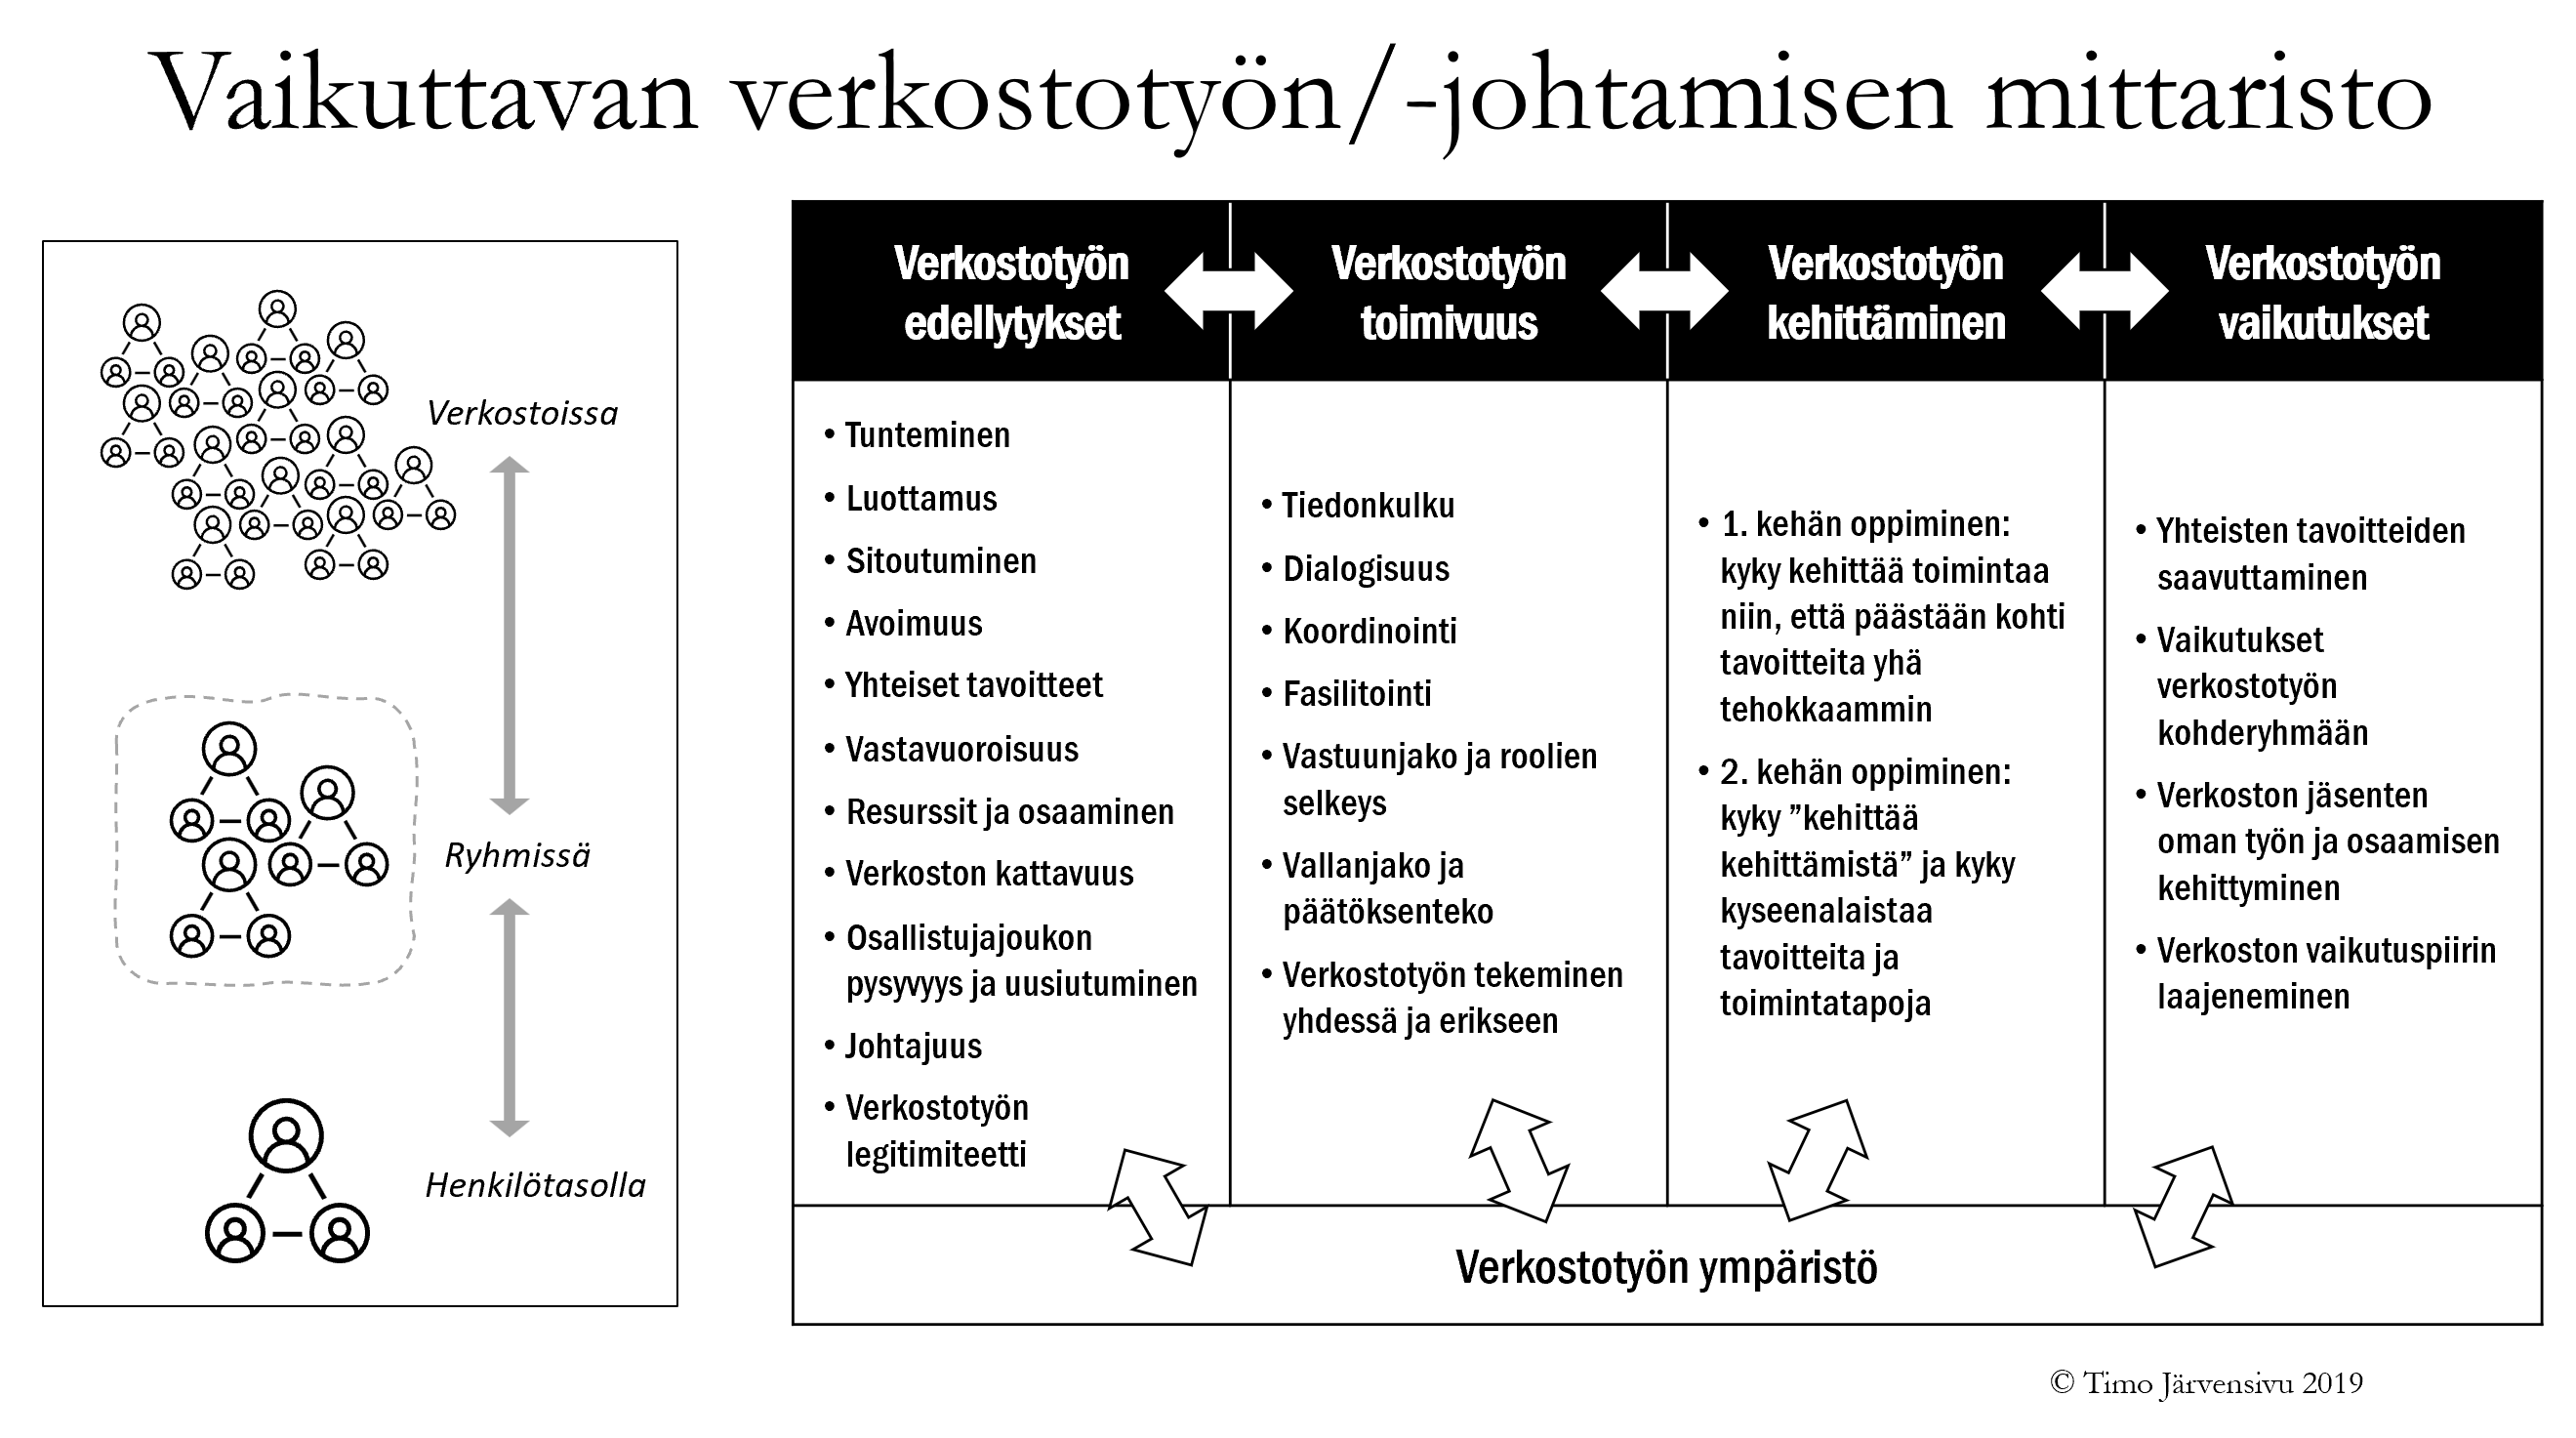 Vaikuttavan verkostotyön/-johtamisen mittaristo
Verkostoissa
Ryhmissä
Henkilötasolla
Verkostotyön
edellytykset
• Tunteminen
• Luottamus
• Sitoutuminen
• Avoimuus
• Yhteiset tavoitteet
• Vastavuoroisuus
• Resurssit ja osaaminen
• Verkoston kattavuus
• Osallistujajoukon
pysyvyys ja uusiutuminen
• Johtajuus
• Verkostotyön
legitimiteetti
Verkostotyön
toimivuus
• Tiedonkulku
• Dialogisuus
• Koordinointi
• Fasilitointi
• Vastuunjako ja roolien
selkeys
• Vallanjako ja
päätöksenteko
• Verkostotyön tekeminen
yhdessä ja erikseen
Verkostotyön
kehittäminen
• 1. kehän oppiminen:
kyky kehittää toimintaa
niin, että päästään kohti
tavoitteita yhä
tehokkaammin
• 2. kehän oppiminen:
kyky ”kehittää
kehittämistä” ja kyky
kyseenalaistaa
tavoitteita ja
toimintatapoja
Verkostotyön
vaikutukset
• Yhteisten tavoitteiden
saavuttaminen
• Vaikutukset
verkostotyön
kohderyhmään
• Verkoston jäsenten
oman työn ja osaamisen
kehittyminen
• Verkoston vaikutuspiirin
laajeneminen
Verkostotyön ympäristö
© Timo Järvensivu 2019